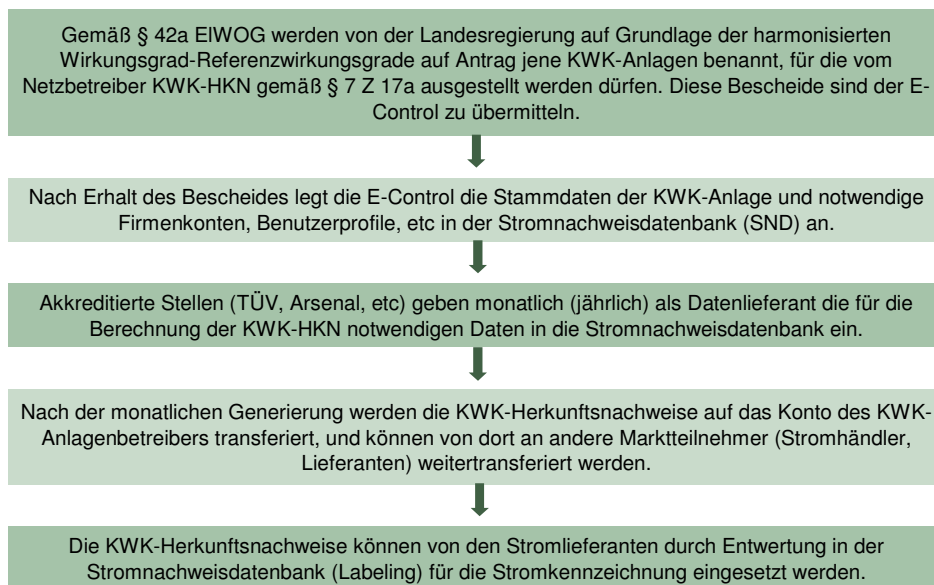 Gemäß § 42a ElWOG werden von der Landesregierung auf Grundlage der harmonisierten
Wirkungsgrad-Referenzwirkungsgrade auf Antrag jene KWK-Anlagen benannt, für die vom
Netzbetreiber KWK-HKN gemäß § 7 Z 17a ausgestellt werden dürfen. Diese Bescheide sind der E-
Control zu übermitteln.
Nach Erhalt des Bescheides legt die E-Control die Stammdaten der KWK-Anlage und notwendige
Firmenkonten, Benutzerprofile, etc in der Stromnachweisdatenbank (SND) an.
Akkreditierte Stellen (TÜV, Arsenal, etc) geben monatlich (jährlich) als Datenlieferant die für die
Berechnung der KWK-HKN notwendigen Daten in die Stromnachweisdatenbank ein.
Nach der monatlichen Generierung werden die KWK-Herkunftsnachweise auf das Konto des KWK-
Anlagenbetreibers transferiert, und können von dort an andere Marktteilnehmer (Stromhändler,
Lieferanten) weitertransferiert werden.
Die KWK-Herkunftsnachweise können von den Stromlieferanten durch Entwertung in der
Stromnachweisdatenbank (Labeling) für die Stromkennzeichnung eingesetzt werden.